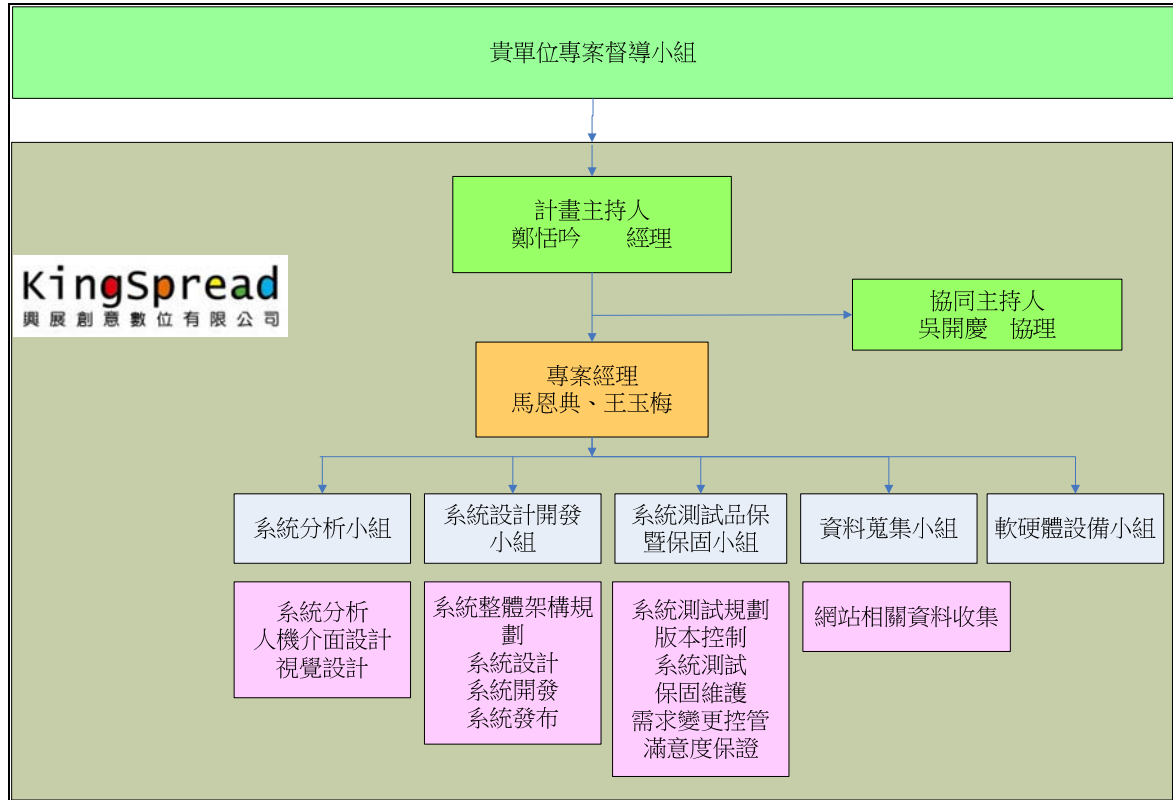 貴單位專案督導小組
計畫主持人
鄭恬吟 經理
KingSpread
興展創意數位有限公司
協同主持人
吳開慶 協理
專案經理
馬恩典、王玉梅
系統分析小組
系統設計開發
小組
系統測試品保
暨保固小組
資料蒐集小組
軟硬體設備小組
系統分析
人機介面設計
視覺設計
系統整體架構規
劃
系統設計
系統開發
系統發布
系統測試規劃
版本控制
系統測試
保固維護
需求變更控管
滿意度保證
網站相關資料收集